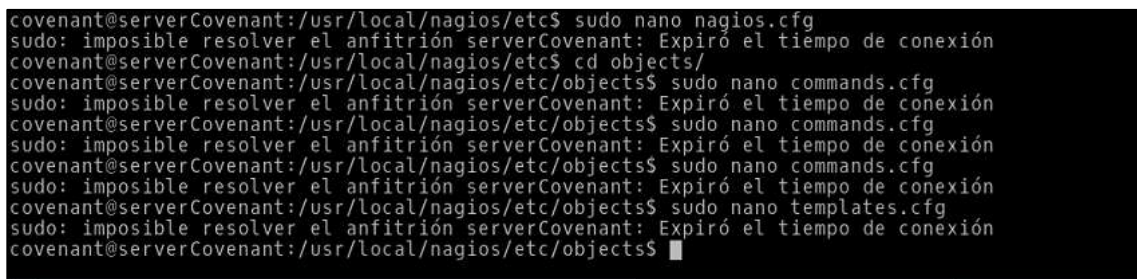 covenant@serverCovenant:/usr/local/nagios/etc$ sudo nano nagios.cfg
sudo: imposible resolver el anfitrión serverCovenant: Expiró el tiempo de conexión
covenant@serverCovenant:/usr/local/nagios/etc$ cd objects/
covenant@serverCovenant:/usr/local/nagios/etc/objects$ sudo nano commands.cfg
sudo: imposible resolver el anfitrión serverCovenant: Expiró el tiempo de conexión
covenant@serverCovenant:/usr/local/nagios/etc/objects$ sudo nano commands.cfg
sudo: imposible resolver el anfitrión serverCovenant: Expiró el tiempo de conexión
covenant@serverCovenant:/usr/local/nagios/etc/objects$ sudo nano commands.cfg
sudo: imposible resolver el anfitrión serverCovenant: Expiró el tiempo de conexión
covenant@serverCovenant:/usr/local/nagios/etc/objects$ sudo nano templates.cfg
sudo: imposible resolver el anfitrión serverCovenant: Expiró el tiempo de conexión
covenant@serverCovenant:/usr/local/nagios/etc/objects$